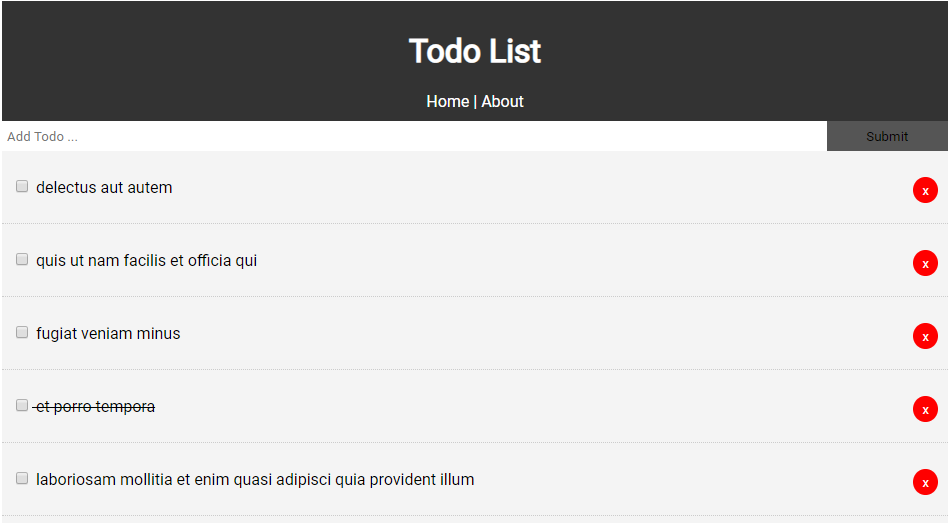 Todo List
Home | About
Add Todo ...
Submit
delectus aut autem
x
quis ut nam facilis et officia qui
x
fugiat veniam minus
x
et porro tempora
x
laboriosam mollitia et enim quasi adipisci quia provident illum
x